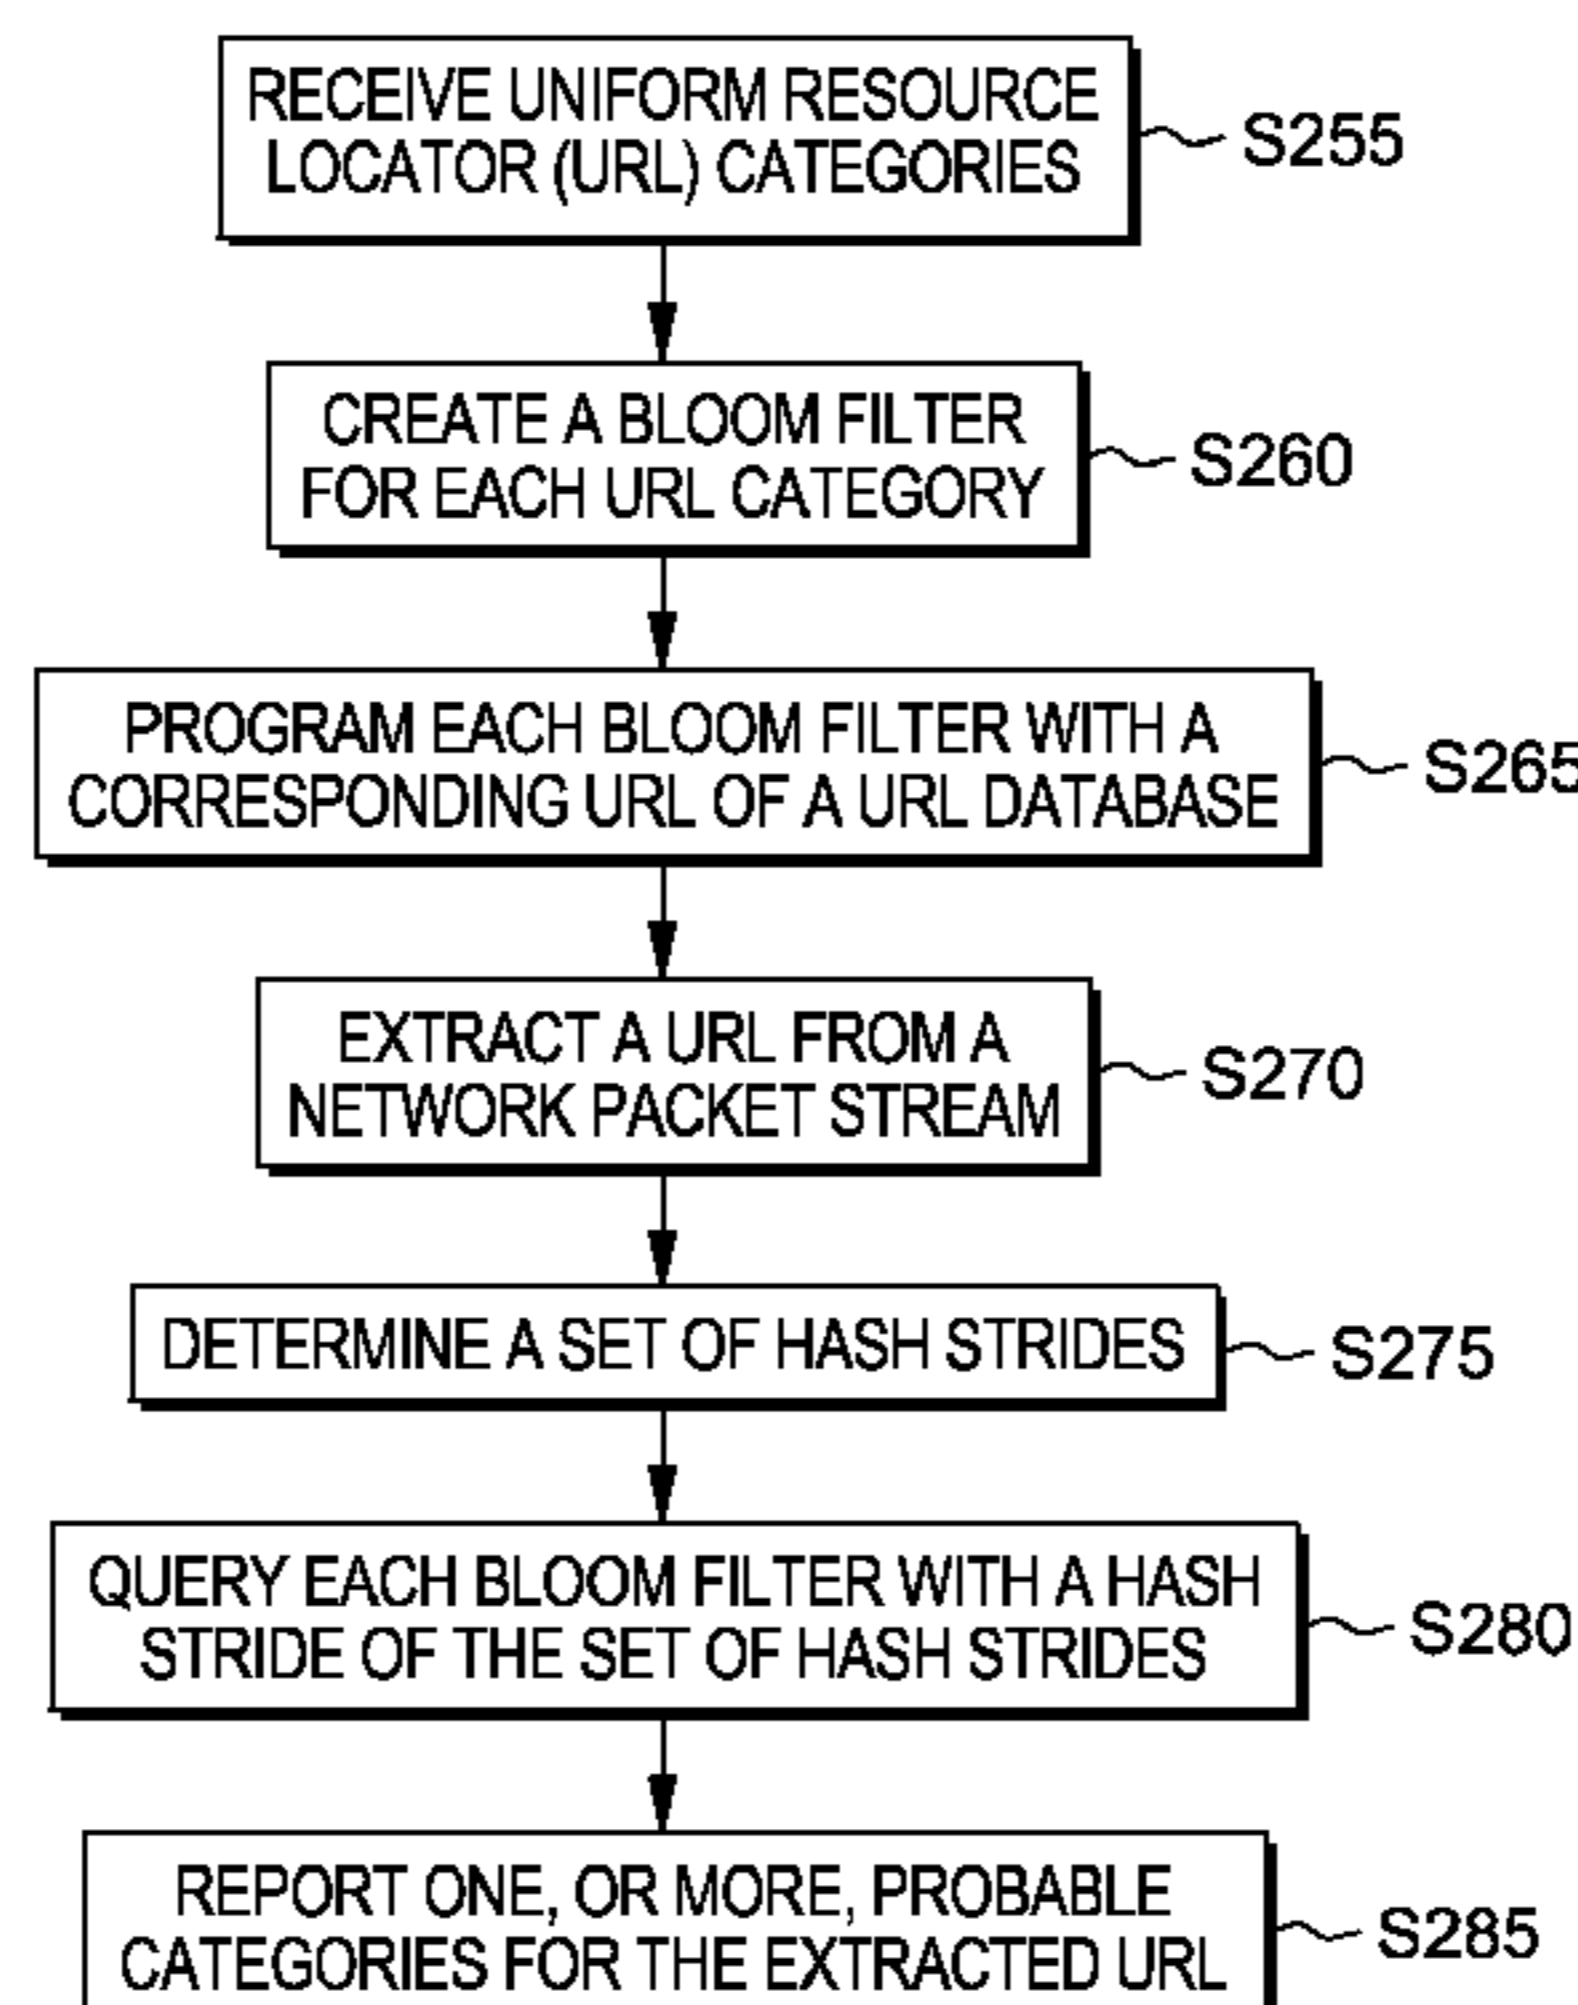 RECEIVE UNIFORM RESOURCE
LOCATOR (URL) CATEGORIES
S255
CREATE A BLOOM FILTER
FOR EACH URL CATEGORY
S260
PROGRAM EACH BLOOM FILTER WITH A
CORRESPONDING URL OF A URL DATABASE
S265
EXTRACT A URL FROM A
NETWORK PACKET STREAM
S270
DETERMINE A SET OF HASH STRIDES
S275
QUERY EACH BLOOM FILTER WITH A HASH
STRIDE OF THE SET OF HASH STRIDES
S280
REPORT ONE, OR MORE, PROBABLE
CATEGORIES FOR THE EXTRACTED URL
S285